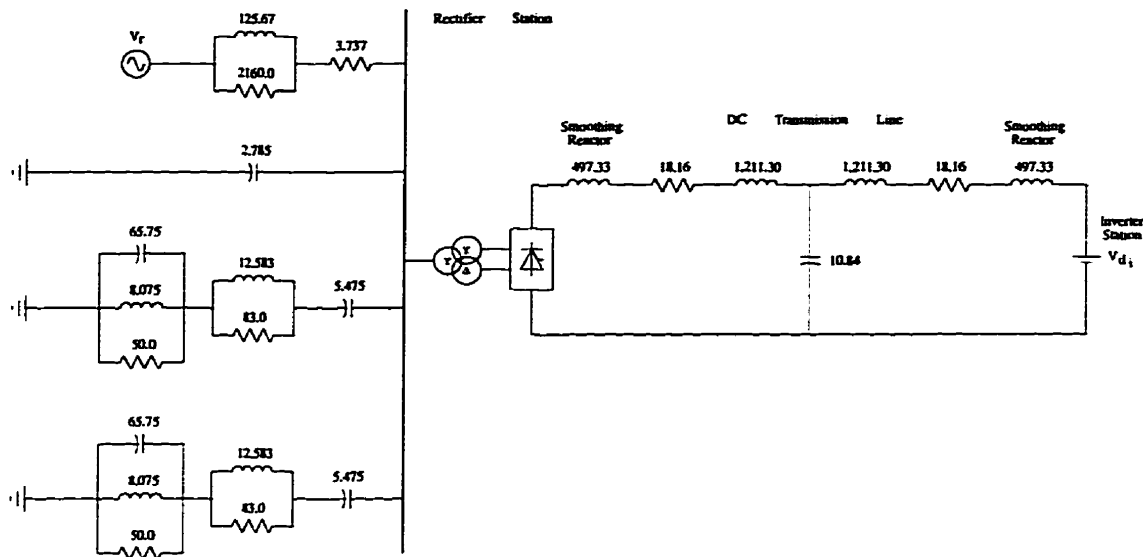 125.67
Rectifier Station
Vr
3.737
2160.0
DC Transmission Line
Smoothing
Reactor
Smoothing
Reactor
2.785
497.33
18.16
1,211.30
1,211.30
18.16
497.33
65.75
Inverter
Station
V d i
Y
Y
Δ
12.583
10.84
8.075
5.475
83.0
50.0
65.75
12.583
8.075
5.475
83.0
50.0